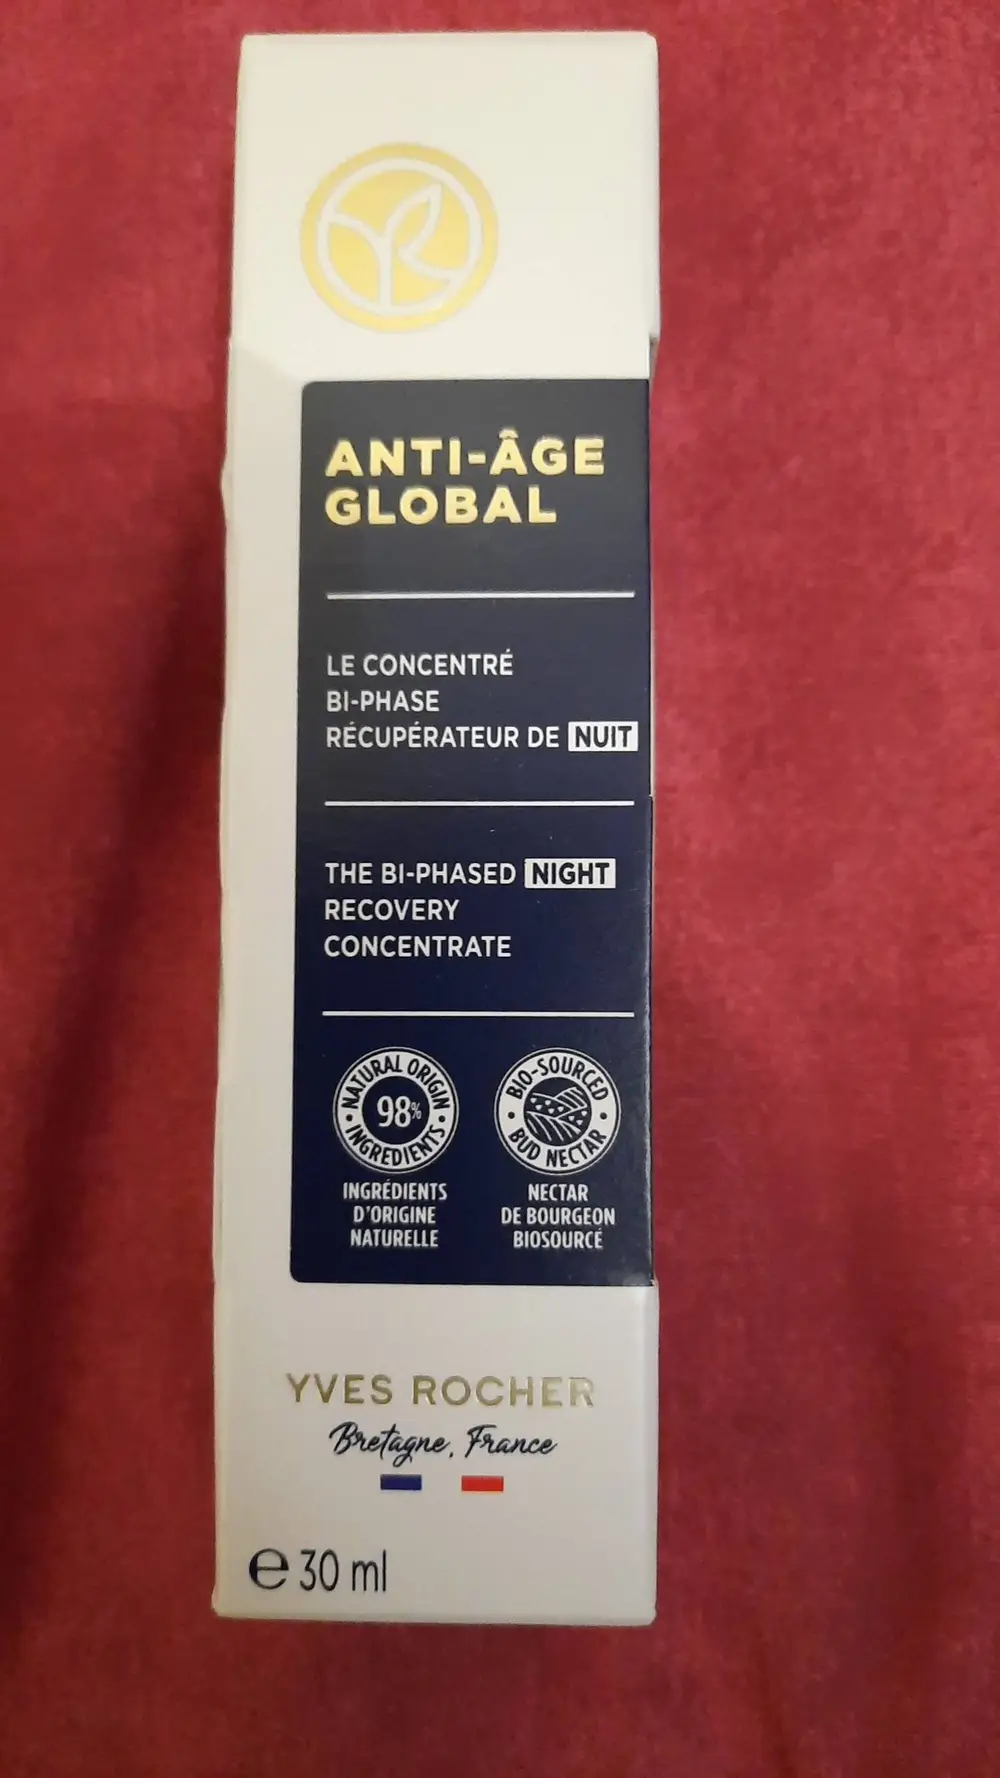 ANTI-ÂGE
GLOBAL
LE CONCENTRÉ
BI-PHASE
RÉCUPÉRATEUR DE NUIT
THE BI-PHASED NIGHT
RECOVERY
CONCENTRATE
NATURAL ORIGIN
98%
INGREDIENTS
INGRÉDIENTS
D'ORIGINE
NATURELLE
BIO-SOURCED
BUD NECTAR
NECTAR
DE BOURGEON
BIOSOURCÉ
YVES ROCHER
Bretagne, France
℮ 30 ml